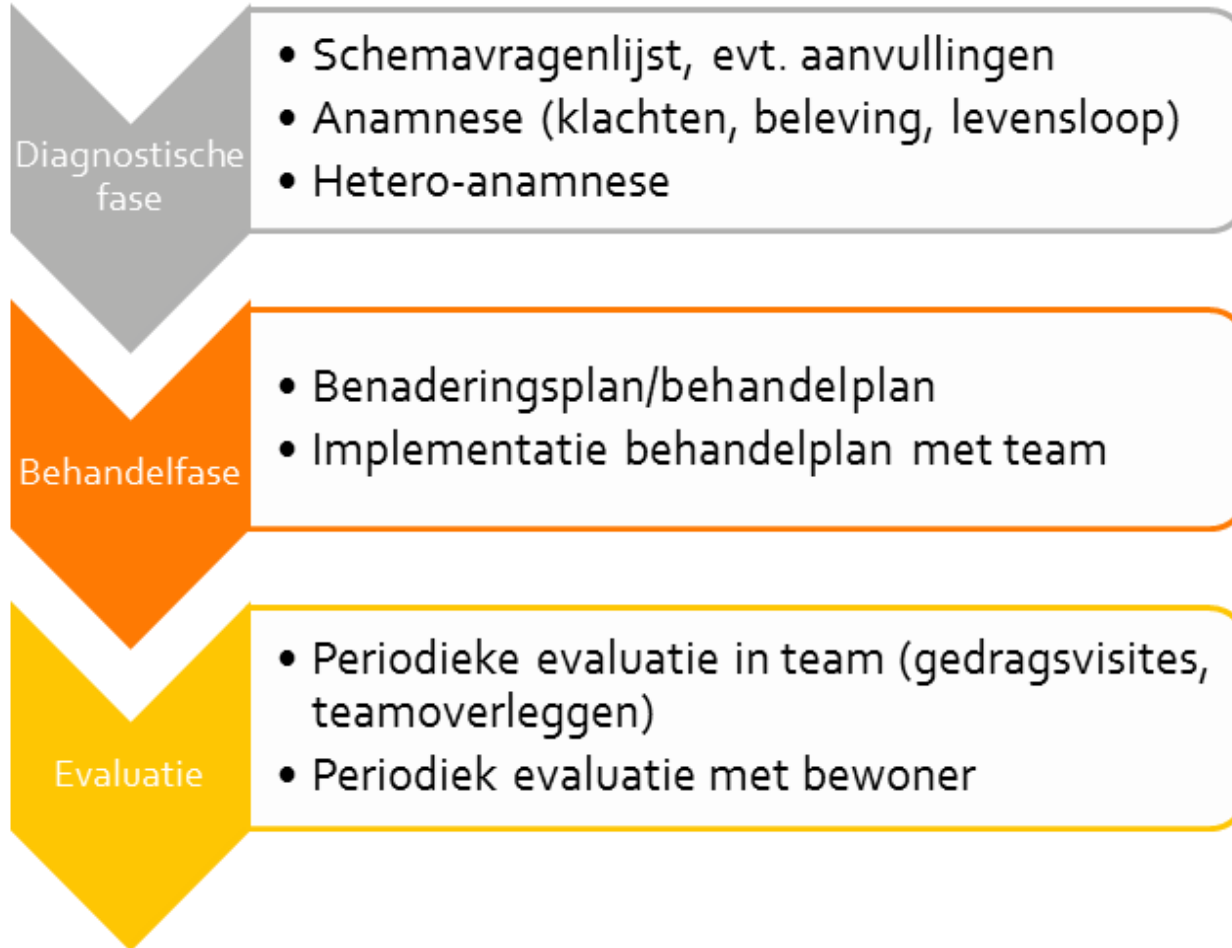 Diagnostische
fase
• Schemavragenlijst, evt. aanvullingen
• Anamnese (klachten, beleving, levensloop)
• Hetero-anamnese
Behandelfase
• Benaderingsplan/behandelplan
• Implementatie behandelplan met team
Evaluatie
• Periodieke evaluatie in team (gedragsvisites,
teamoverleggen)
• Periodiek evaluatie met bewoner